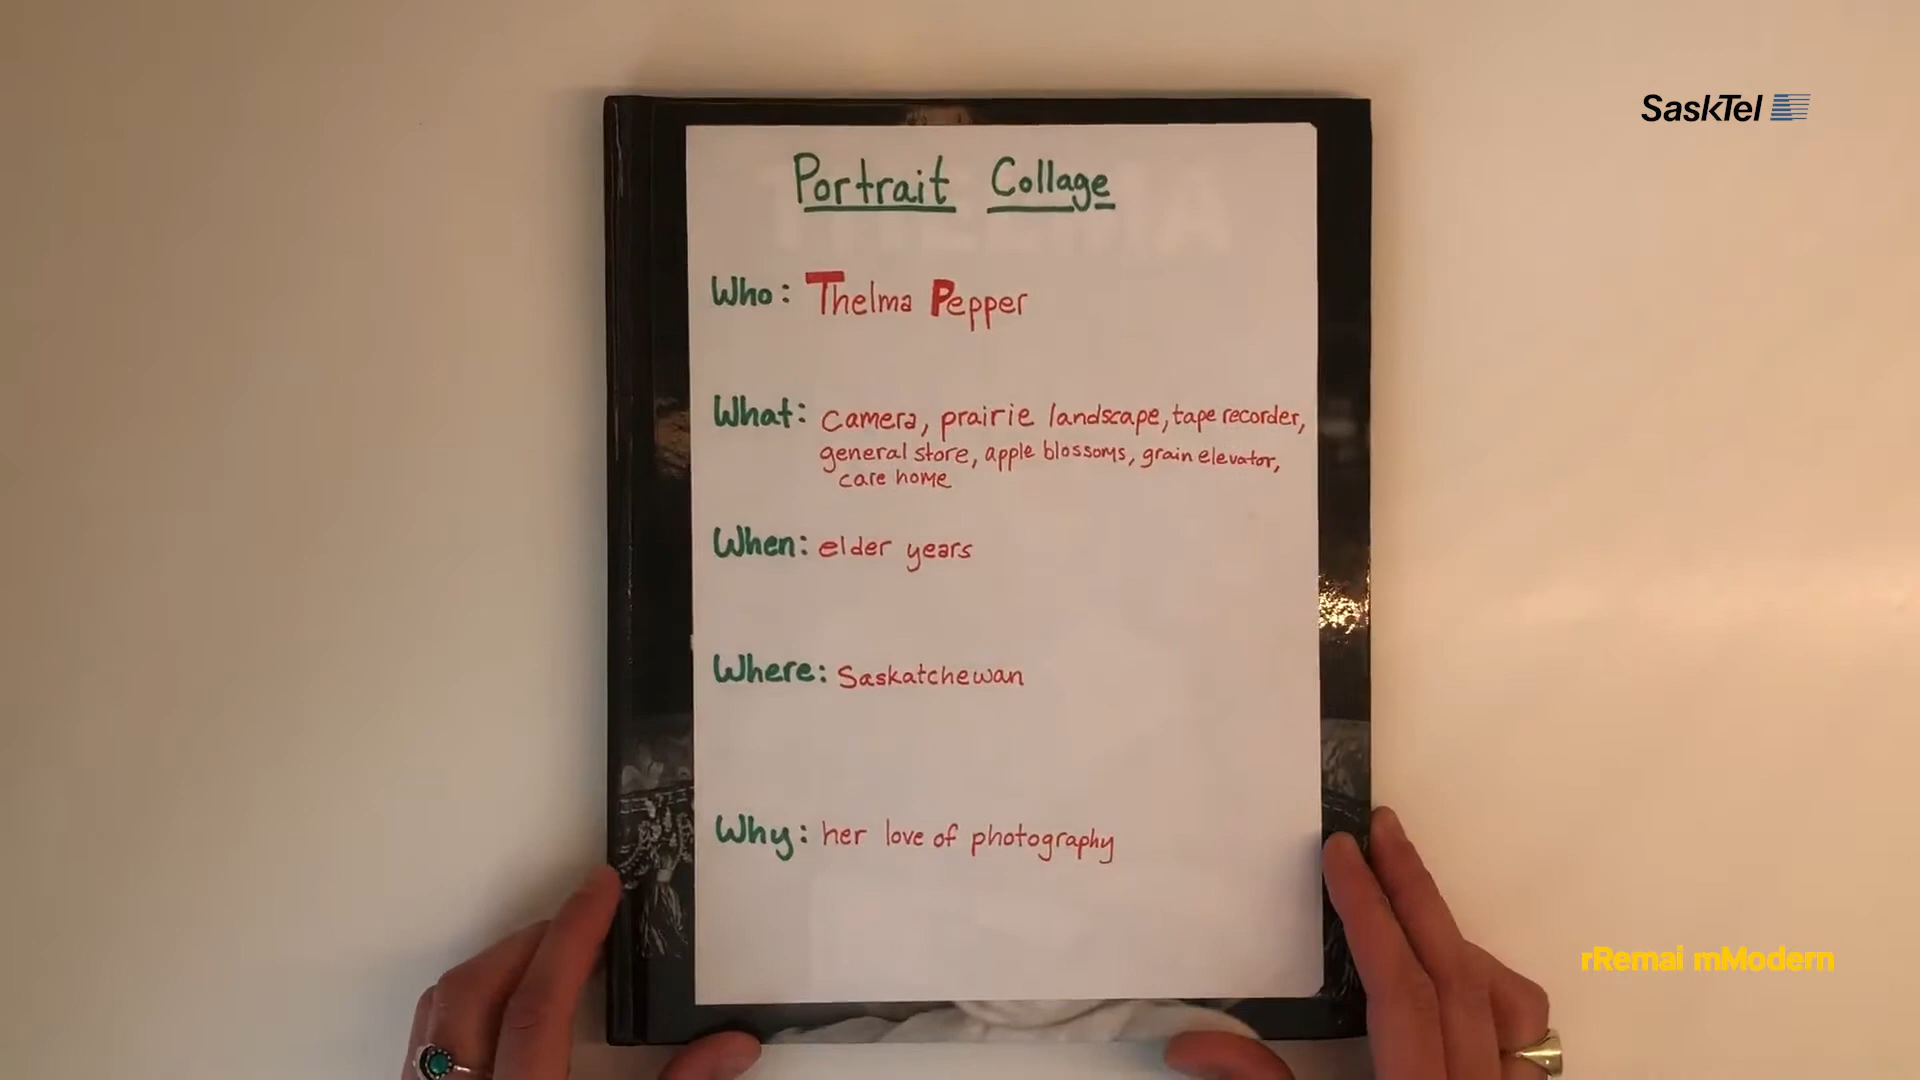 SaskTel
Portrait Collage
Who: Thelma Pepper
What: Camera, prairie landscape, tape recorder,
general store, apple blossoms, grain elevator,
care home
When: elder years
Where: Saskatchewan
Why: her love of photography
rRemai mModern